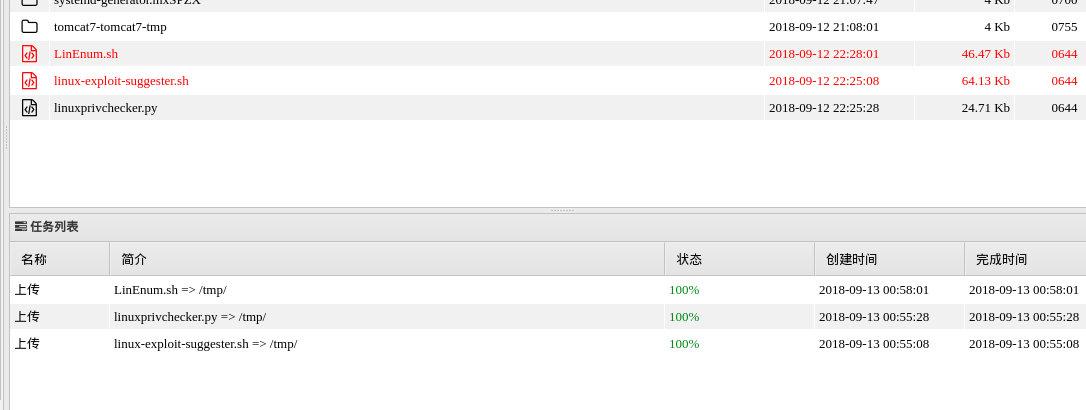 systemd-generator.mxSPZX 2018-09-12 21:07:47 4 Kb 0700
tomcat7-tomcat7-tmp 2018-09-12 21:08:01 4 Kb 0755
LinEnum.sh 2018-09-12 22:28:01 46.47 Kb 0644
linux-exploit-suggester.sh 2018-09-12 22:25:08 64.13 Kb 0644
linuxprivchecker.py 2018-09-12 22:25:28 24.71 Kb 0644
任务列表
名称 简介 状态 创建时间 完成时间
上传 LinEnum.sh => /tmp/ 100% 2018-09-13 00:58:01 2018-09-13 00:58:01
上传 linuxprivchecker.py => /tmp/ 100% 2018-09-13 00:55:28 2018-09-13 00:55:28
上传 linux-exploit-suggester.sh => /tmp/ 100% 2018-09-13 00:55:08 2018-09-13 00:55:08